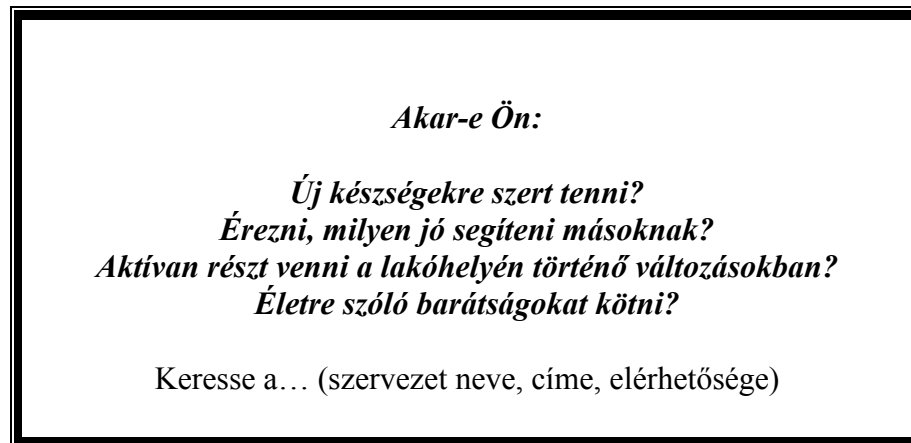 Akar-e Ön:
Új készségekre szert tenni?
Érezni, milyen jó segíteni másoknak?
Aktívan részt venni a lakóhelyén történő változásokban?
Életre szóló barátságokat kötni?
Keresse a… (szervezet neve, címe, elérhetősége)